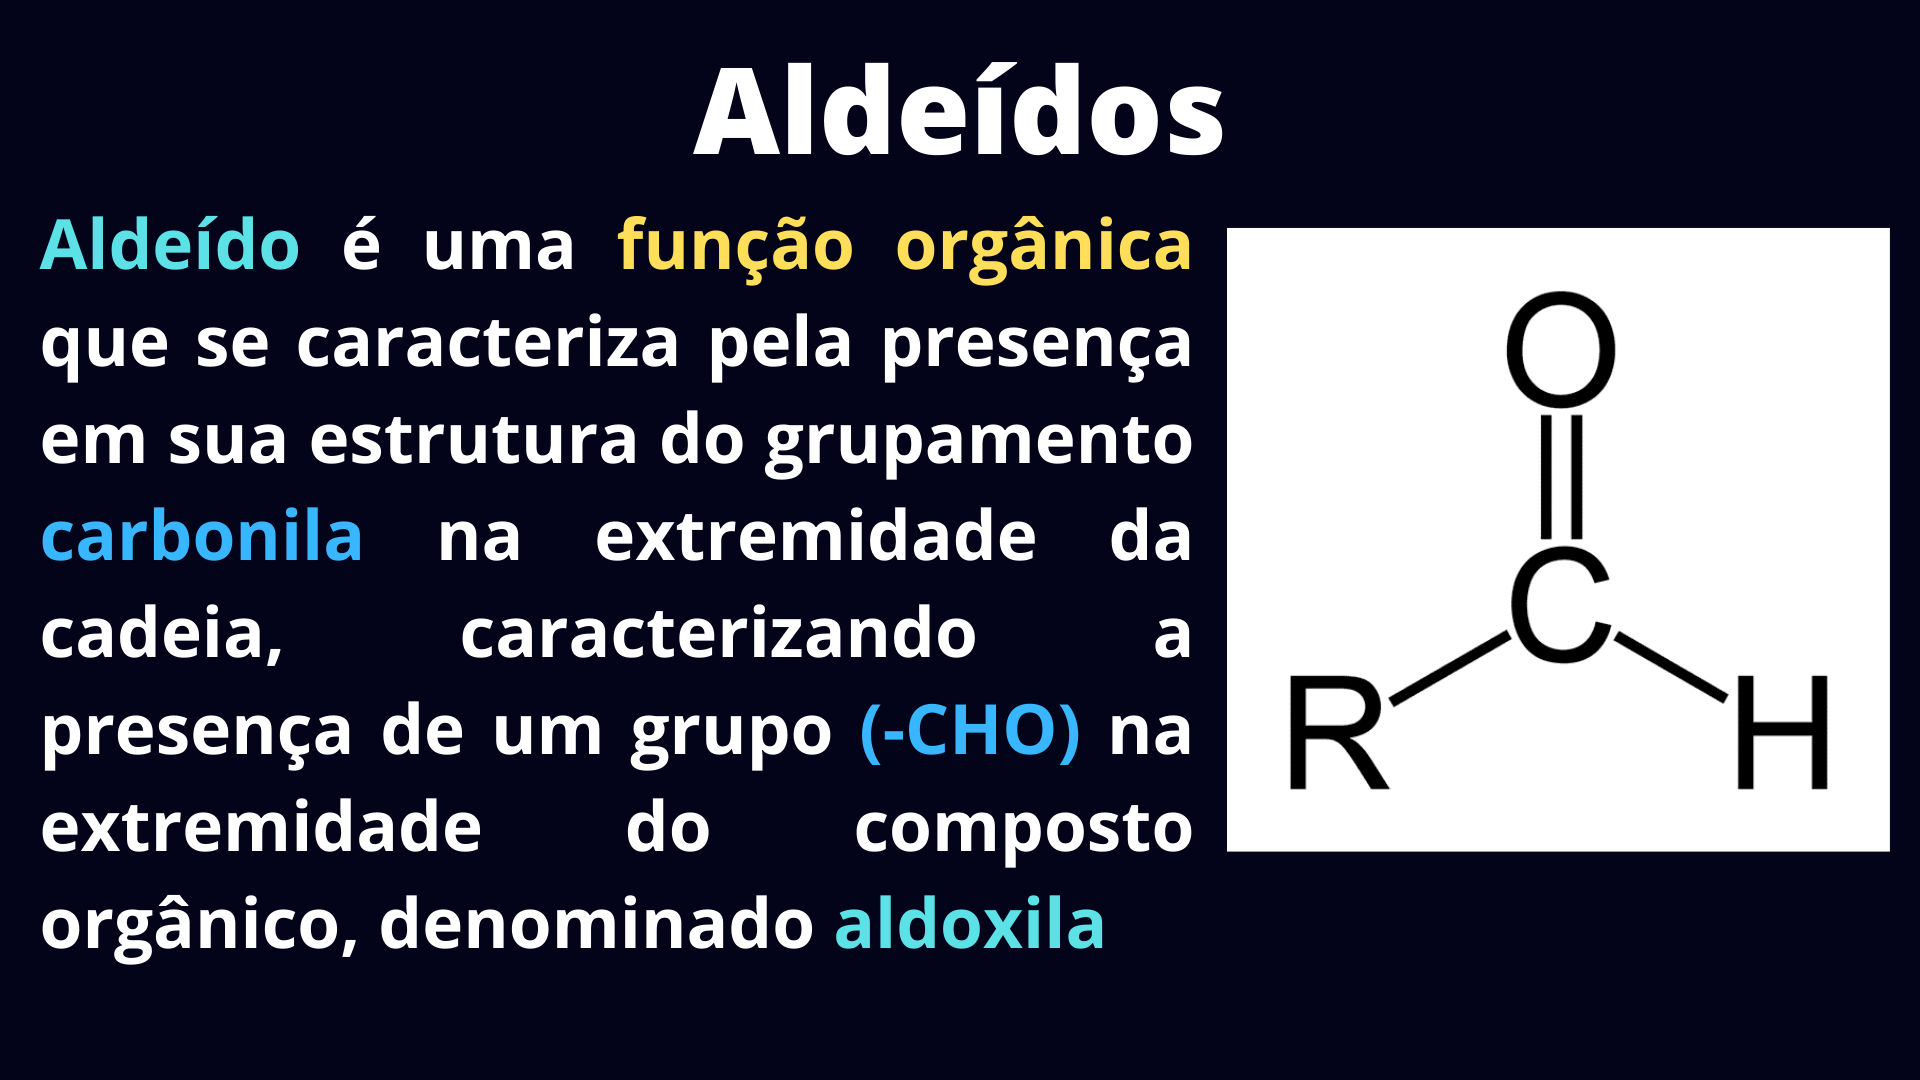 Aldeídos
Aldeído é uma função orgânica
que se caracteriza pela presença
em sua estrutura do grupamento
carbonila na extremidade da
cadeia, caracterizando a
presença de um grupo (-CHO) na
extremidade do composto
orgânico, denominado aldoxila
O
C
R H